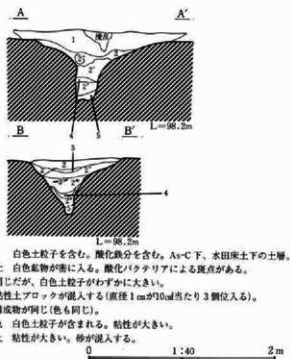 A A'
攪乱
1
2
2'
2'
4 5
L=98.2m
B B'
3
2
4
L=98.2m
白色土粒子を含む。酸化鉄分を含む。As-C 下、水田床土下の土層。
白色鉱物が密に入る。酸化バクテリアによる斑点がある。
同じだが、白色土粒子がわずかに大きい。
粘性土ブロックが混入する(直径1cmが10cm当たり3個位入る)。
成物が同じ(色も同じ)。
白色土粒子が含まれる。粘性が大きい。
粘性が大きい。砂が混入する。
0 1:40 2m